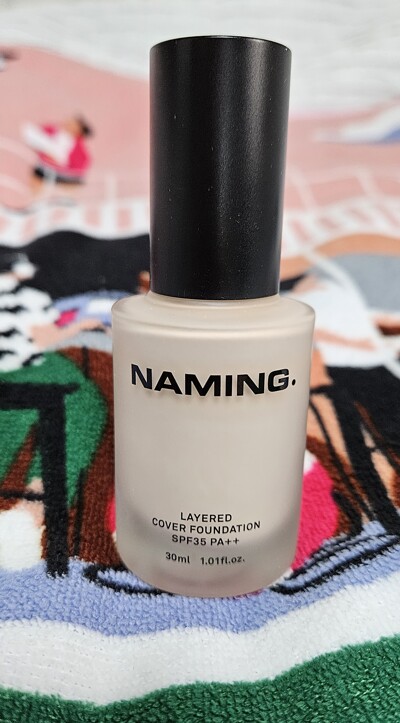 NAMING.
LAYERED
COVER FOUNDATION
SPF35 PA++
30ml 1.01fl.oz.